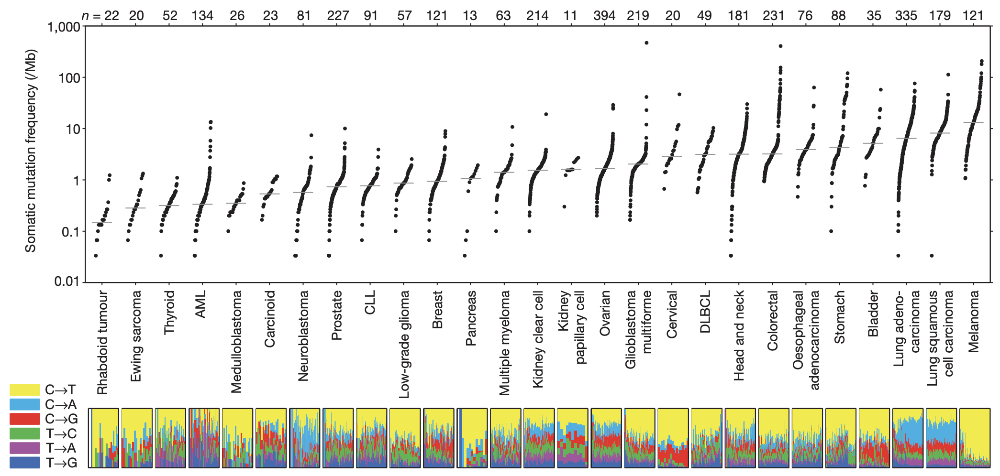 n = 22 20 52 134 26 23 81 227 91 57 121 13 63 214 11 394 219 20 49 181 231 76 88 35 335 179 121
Somatic mutation frequency (/Mb)
1,000
100
10
1
0.1
0.01
Rhabdoid tumour
Ewing sarcoma
Thyroid
AML
Medulloblastoma
Carcinoid
Neuroblastoma
Prostate
CLL
Low-grade glioma
Breast
Pancreas
Multiple myeloma
Kidney clear cell
Kidney
papillary cell
Ovarian
Glioblastoma
multiforme
Cervical
DLBCL
Head and neck
Colorectal
Oesophageal
adenocarcinoma
Stomach
Bladder
Lung adeno-
carcinoma
Lung squamous
cell carcinoma
Melanoma
C→T
C→A
C→G
T→C
T→A
T→G